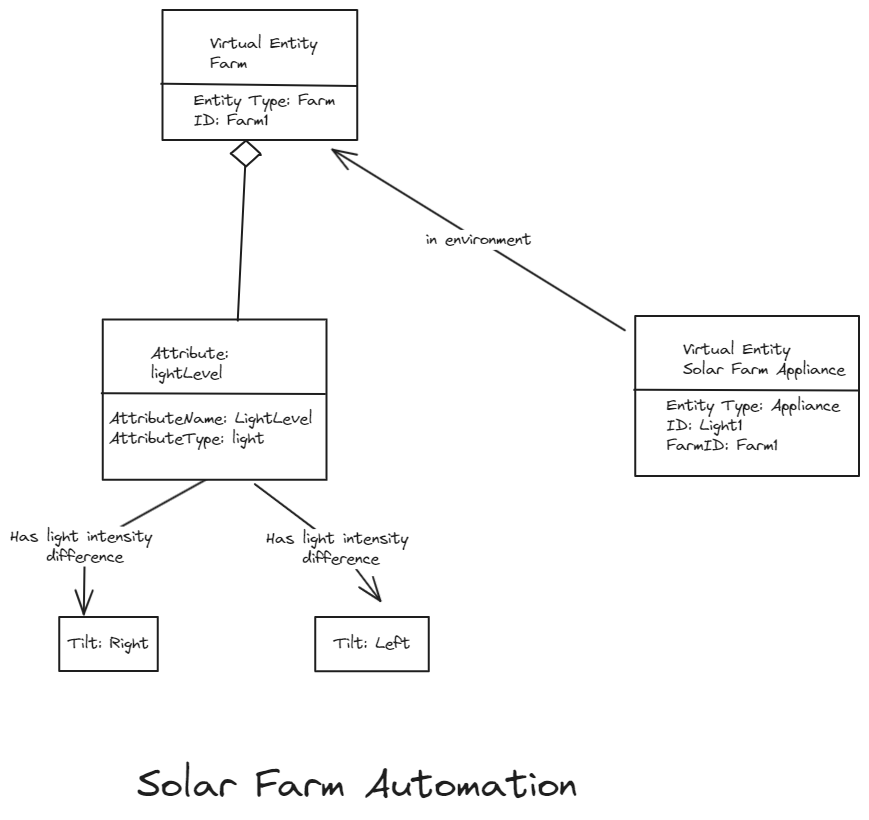 Virtual Entity
Farm
Entity Type: Farm
ID: Farm1
in environment
Virtual Entity
Solar Farm Appliance
Entity Type: Appliance
ID: Light1
FarmID: Farm1
Attribute:
lightLevel
AttributeName: LightLevel
AttributeType: light
Has light intensity
difference
Has light intensity
difference
Tilt: Right
Tilt: Left
Solar Farm Automation